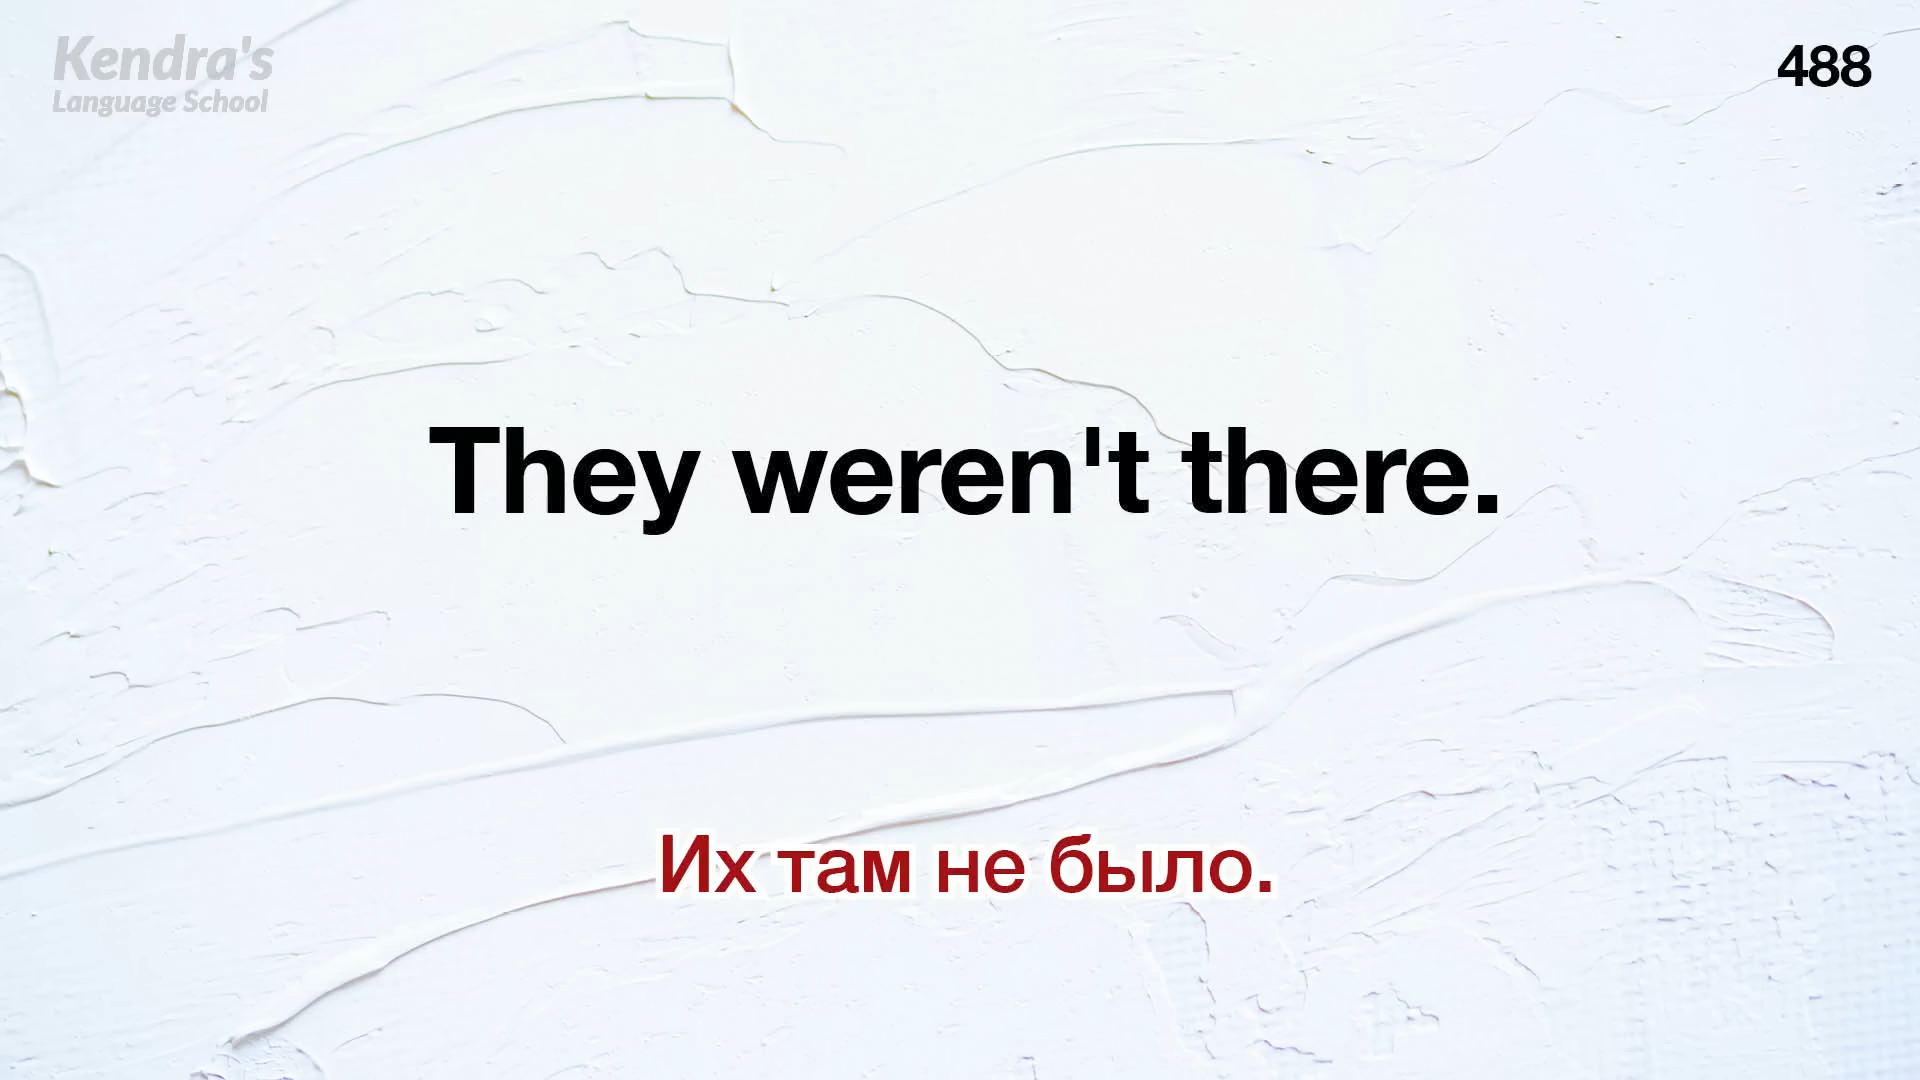 Kendra's
Language School
488
They weren't there.
Их там не было.